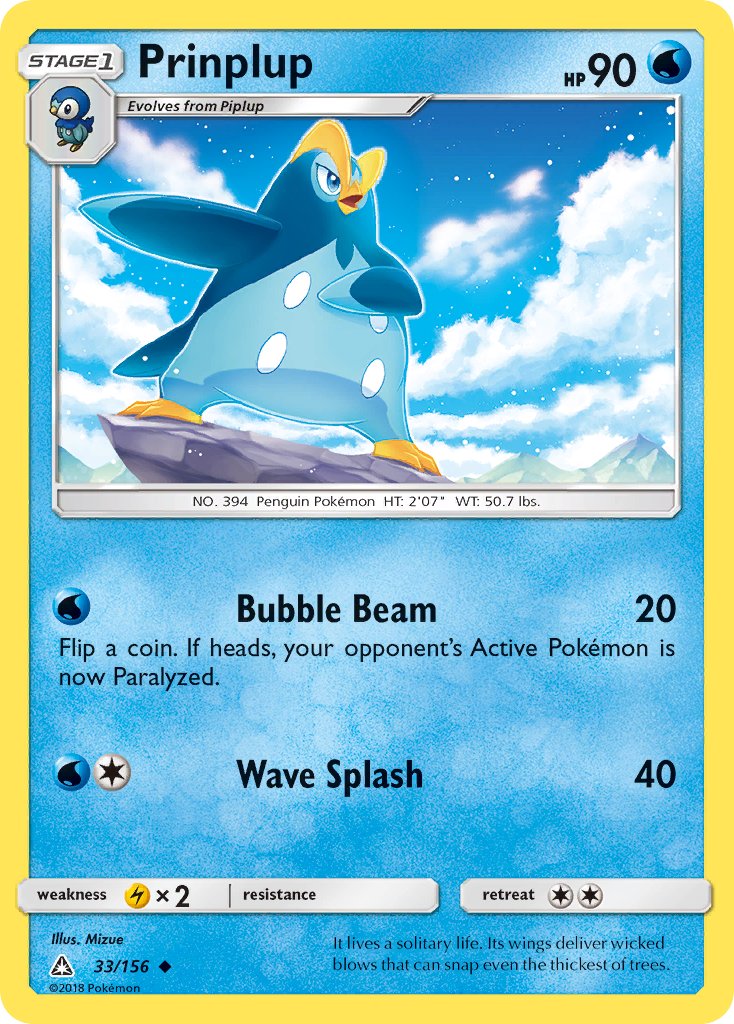 STAGE1
Prinplup
HP 90
Evolves from Piplup
NO. 394 Penguin Pokémon HT: 2'07" WT: 50.7 lbs.
Bubble Beam 20
Flip a coin. If heads, your opponent's Active Pokémon is
now Paralyzed.
Wave Splash 40
weakness ×2 resistance retreat
Illus. Mizue
It lives a solitary life. Its wings deliver wicked
blows that can snap even the thickest of trees.
33/156
©2018 Pokémon